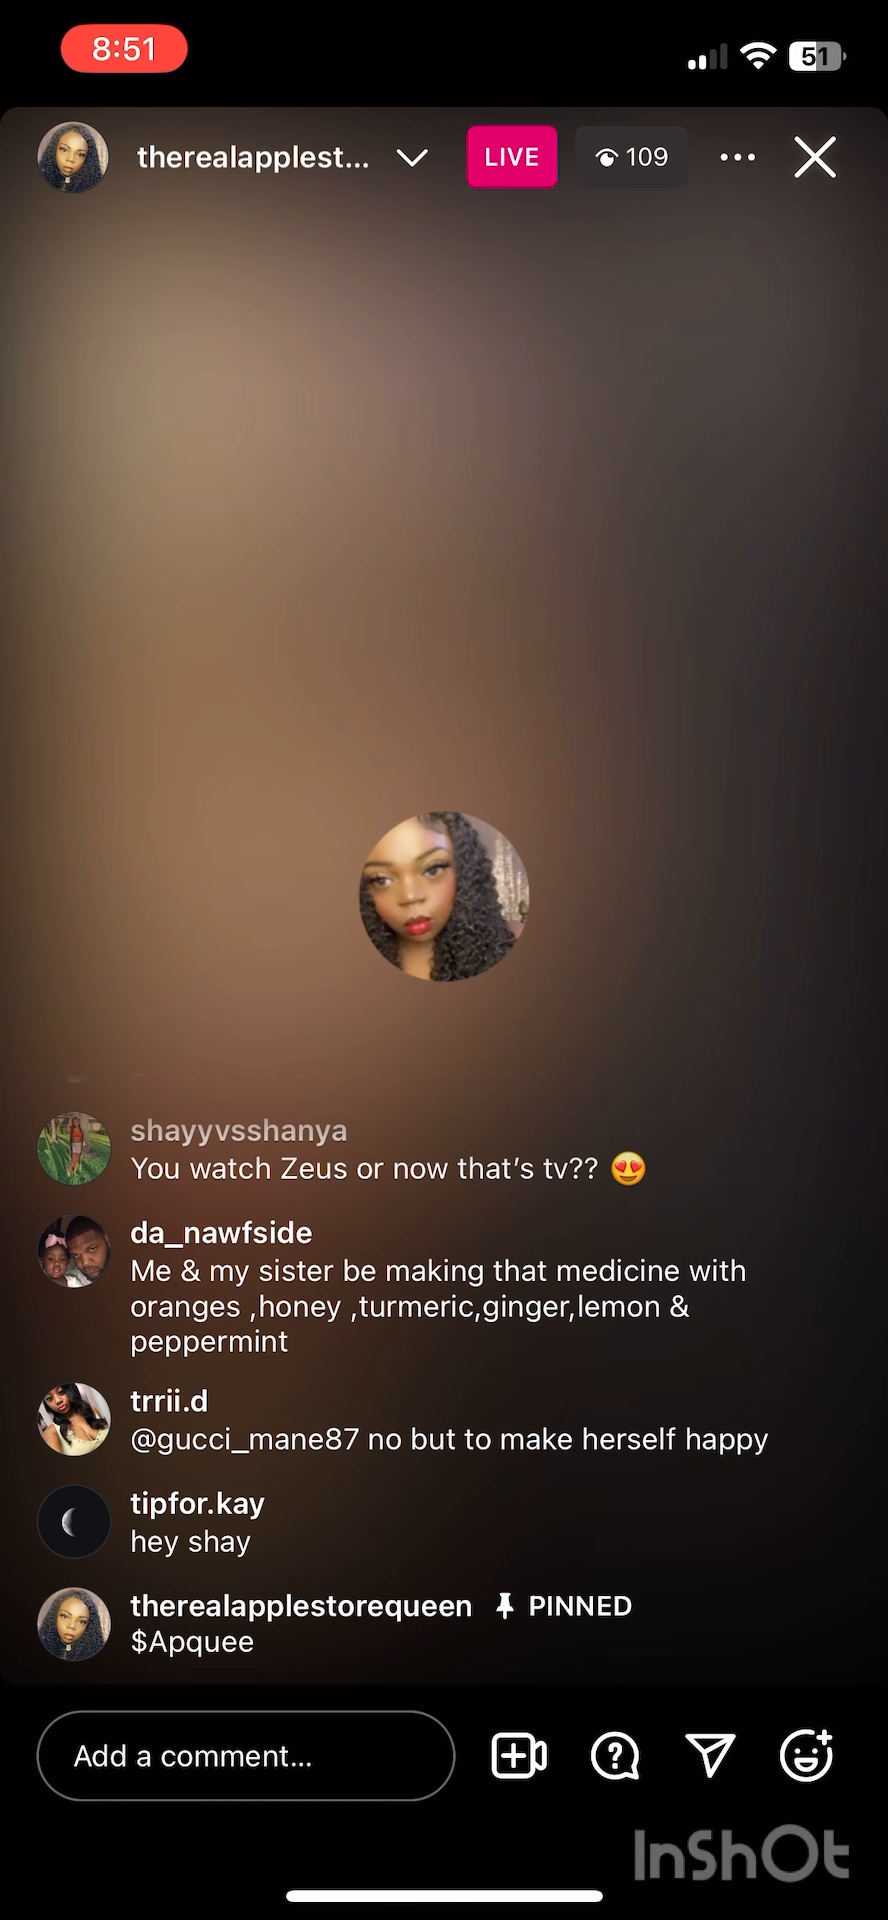 8:51
51
therealapplest...
LIVE
109
shayyvsshanya
You watch Zeus or now that’s tv?? 😍
da_nawfside
Me & my sister be making that medicine with
oranges ,honey ,turmeric,ginger,lemon &
peppermint
trrii.d
@gucci_mane87 no but to make herself happy
tipfor.kay
hey shay
therealapplestorequeen PINNED
$Apquee
Add a comment...
InShOt